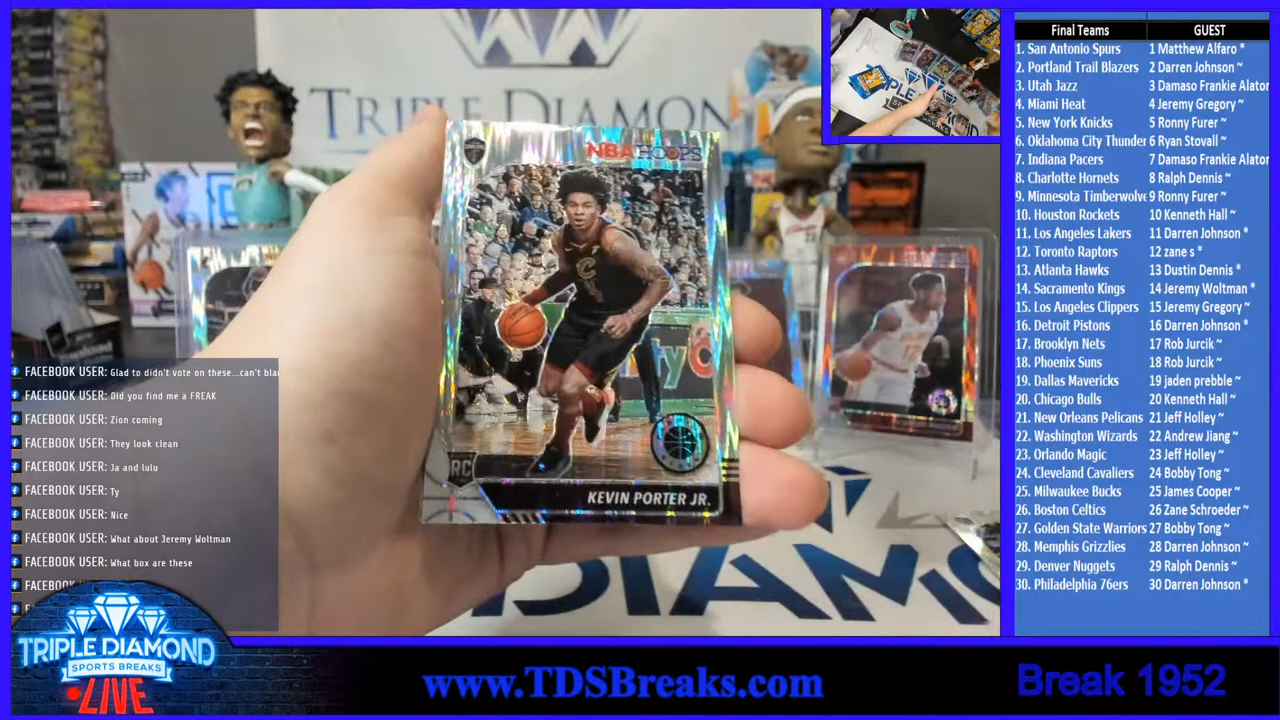 TRIPLE DIAMOND
NBA HOOPS
RC
KEVIN PORTER JR.
DIAM
FACEBOOK USER: Glad to didn't vote on these...can't bla
FACEBOOK USER: Did you find me a FREAK
FACEBOOK USER: Zion coming
FACEBOOK USER: They look clean
FACEBOOK USER: Ja and lulu
FACEBOOK USER: Ty
FACEBOOK USER: Nice
FACEBOOK USER: What about Jeremy Woltman
FACEBOOK USER: What box are these
FACEBOOK
TRIPLE DIAMOND
SPORTS BREAKS
LIVE
www.TDSBreaks.com
Break 1952
Final Teams GUEST
1. San Antonio Spurs 1 Matthew Alfaro *
2. Portland Trail Blazers 2 Darren Johnson ~
3. Utah Jazz 3 Damaso Frankie Alator
4. Miami Heat 4 Jeremy Gregory ~
5. New York Knicks 5 Ronny Furer ~
6. Oklahoma City Thunder 6 Ryan Stovall ~
7. Indiana Pacers 7 Damaso Frankie Alator
8. Charlotte Hornets 8 Ralph Dennis ~
9. Minnesota Timberwolve 9 Ronny Furer ~
10. Houston Rockets 10 Kenneth Hall ~
11. Los Angeles Lakers 11 Darren Johnson ~
12. Toronto Raptors 12 zane s *
13. Atlanta Hawks 13 Dustin Dennis *
14. Sacramento Kings 14 Jeremy Woltman *
15. Los Angeles Clippers 15 Jeremy Gregory ~
16. Detroit Pistons 16 Darren Johnson *
17. Brooklyn Nets 17 Rob Jurcik ~
18. Phoenix Suns 18 Rob Jurcik ~
19. Dallas Mavericks 19 jaden prebble ~
20. Chicago Bulls 20 Kenneth Hall ~
21. New Orleans Pelicans 21 Jeff Holley ~
22. Washington Wizards 22 Andrew Jiang ~
23. Orlando Magic 23 Jeff Holley ~
24. Cleveland Cavaliers 24 Bobby Tong ~
25. Milwaukee Bucks 25 James Cooper ~
26. Boston Celtics 26 Zane Schroeder ~
27. Golden State Warriors 27 Bobby Tong ~
28. Memphis Grizzlies 28 Darren Johnson ~
29. Denver Nuggets 29 Ralph Dennis ~
30. Philadelphia 76ers 30 Darren Johnson *